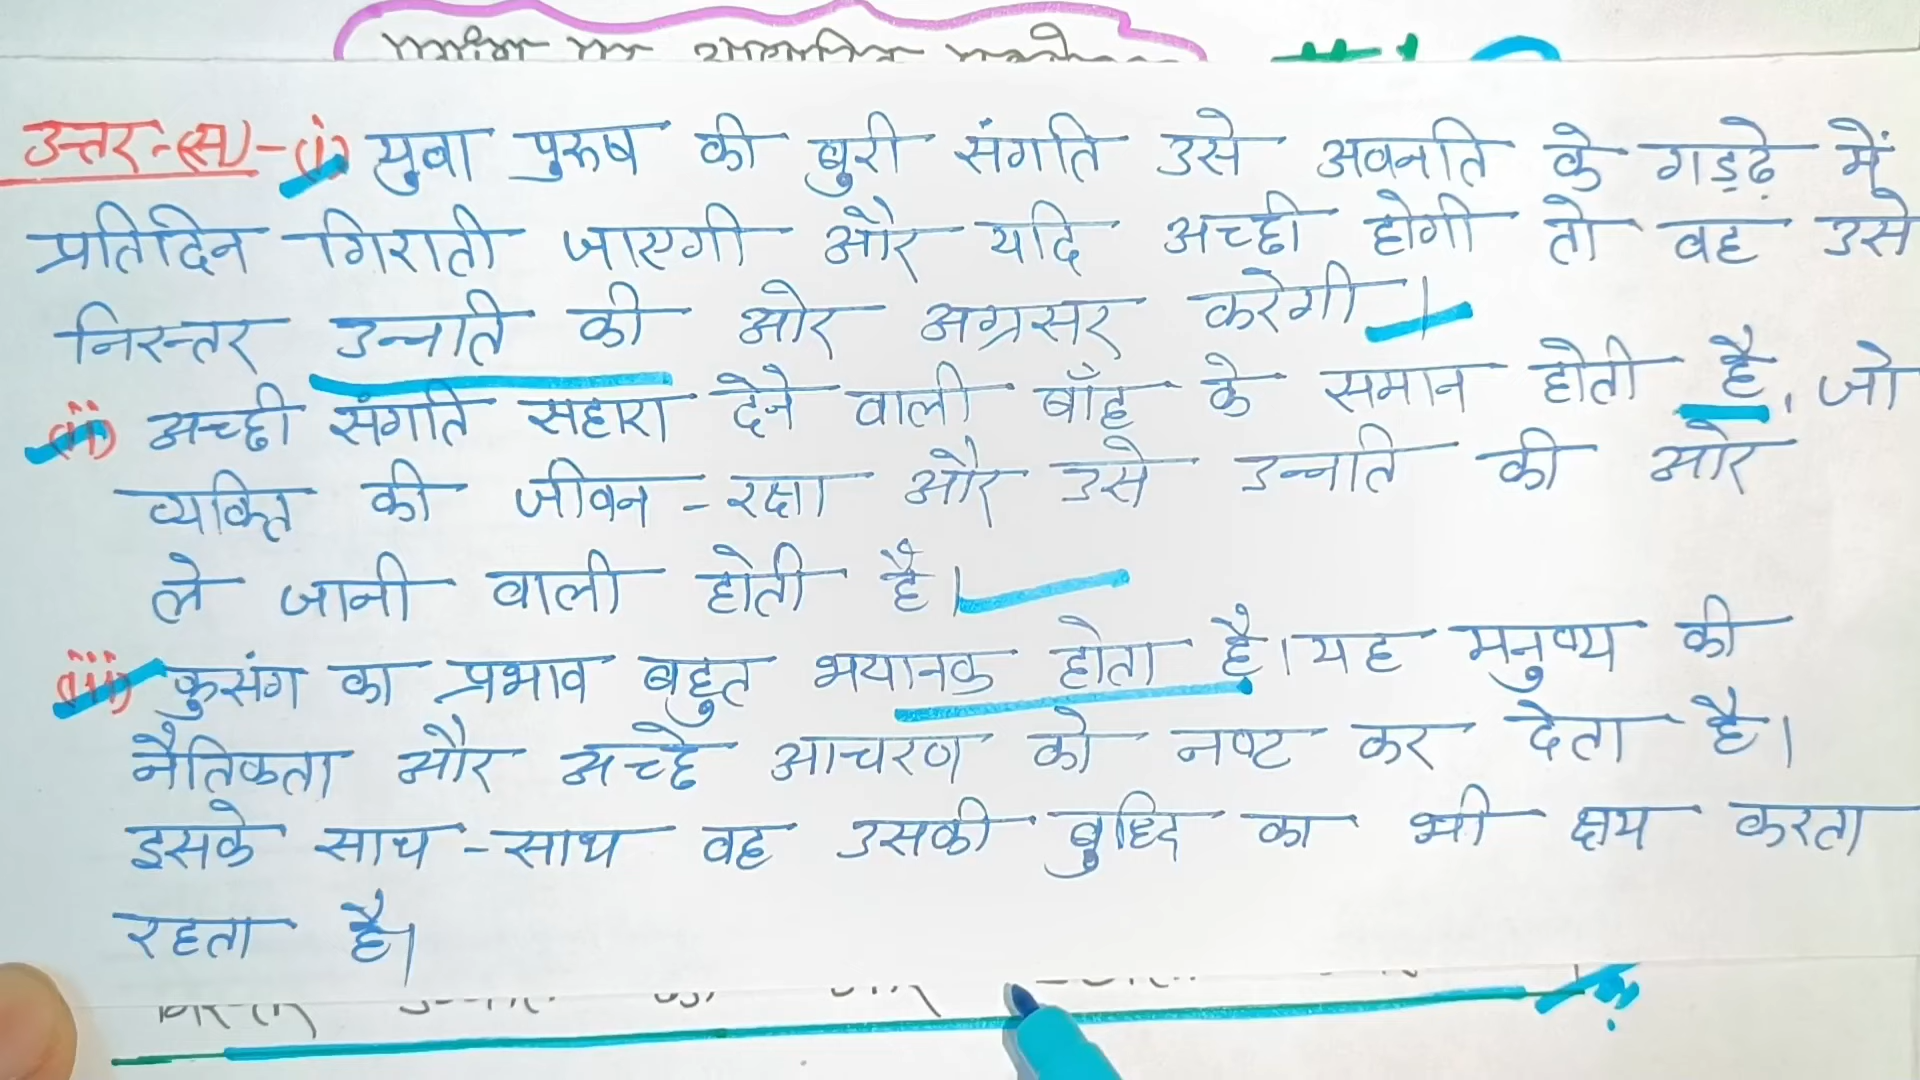 उत्तर:-(स)-(i) युवा पुरुष की बुरी संगति उसे अवनति के गड्ढे़ में
प्रतिदिन गिराती जाएगी और यदि अच्छी होगी तो वह उसे
निरन्तर उन्नति की ओर अग्रसर करेगी।
(ii) अच्छी संगति सहारा देने वाली बाँह के समान होती है, जो
व्यक्ति की जीवन-रक्षा और उसे उन्नति की ओर
ले जानी वाली होती है।
(iii) कुसंग का प्रभाव बहुत भयानक होता है। यह मनुष्य की
नैतिकता और अच्छे आचरण को नष्ट कर देता है।
इसके साथ-साथ वह उसकी बुद्धि का भी क्षय करता
रहता है।